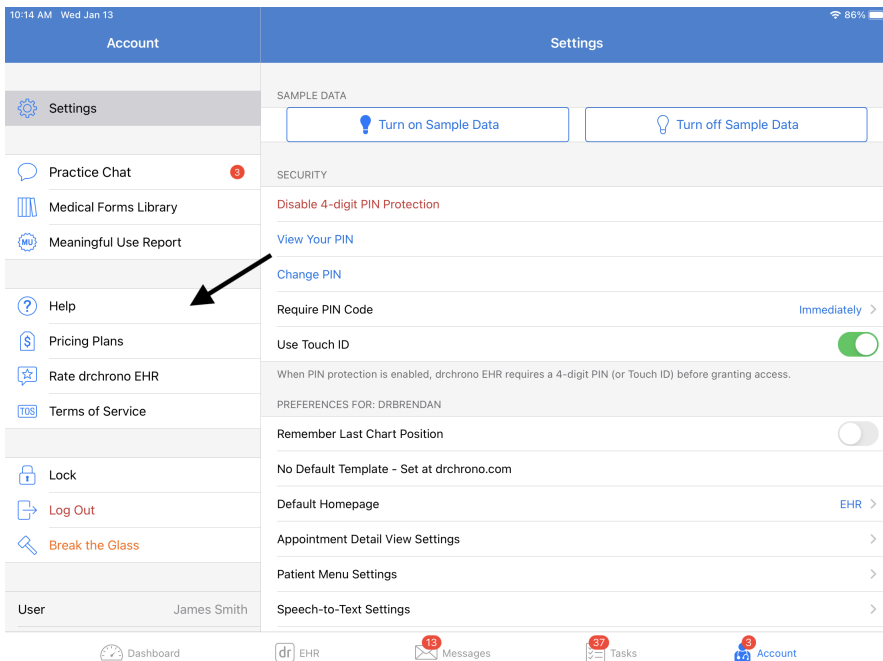 10:14 AM Wed Jan 13
86%
Account
Settings
Settings
Practice Chat
3
Medical Forms Library
MU
Meaningful Use Report
?
Help
$
Pricing Plans
Rate drchrono EHR
TOS
Terms of Service
Lock
Log Out
Break the Glass
User
James Smith
SAMPLE DATA
Turn on Sample Data
Turn off Sample Data
SECURITY
Disable 4-digit PIN Protection
View Your PIN
Change PIN
Require PIN Code
Immediately
Use Touch ID
When PIN protection is enabled, drchrono EHR requires a 4-digit PIN (or Touch ID) before granting access.
PREFERENCES FOR: DRBRENDAN
Remember Last Chart Position
No Default Template - Set at drchrono.com
Default Homepage
EHR
Appointment Detail View Settings
Patient Menu Settings
Speech-to-Text Settings
Dashboard
dr
EHR
13
Messages
37
Tasks
3
Account